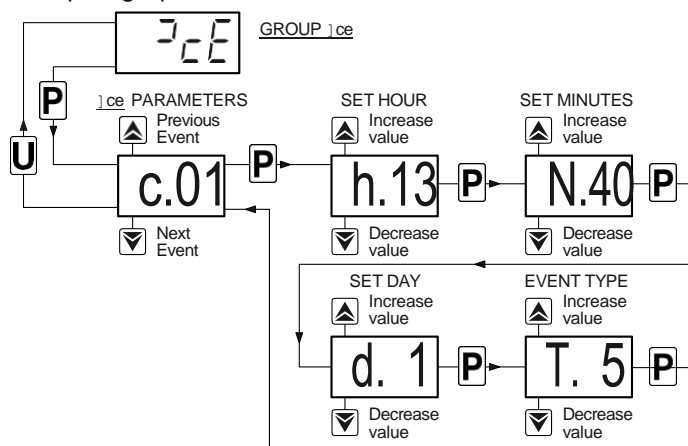 GROUP ]ce
P
]ce PARAMETERS
Previous
Event
U
c.01
Next
Event
P
SET HOUR
Increase
value
h.13
Decrease
value
P
SET MINUTES
Increase
value
N.40
Decrease
value
P
SET DAY
Increase
value
d. 1
Decrease
value
P
EVENT TYPE
Increase
value
T. 5
Decrease
value
P